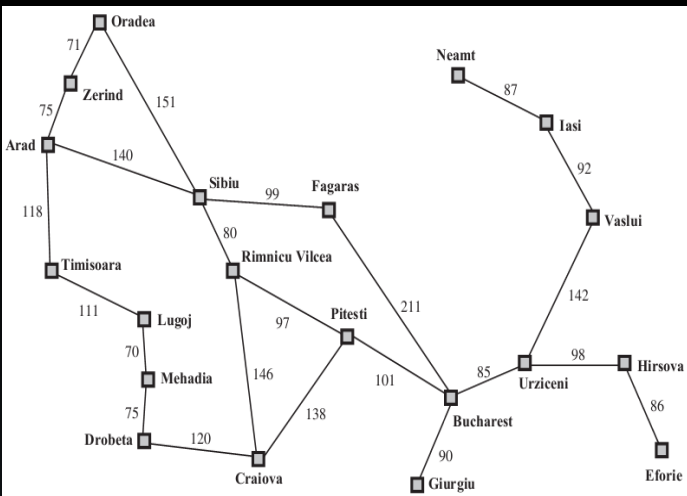 Oradea
Neamt
71
87
Zerind
151
Iasi
75
Arad
140
92
Sibiu
99
Fagaras
118
Vaslui
80
Timisoara
Rimnicu Vilcea
142
111
211
Lugoj
97
Pitesti
70
98
146
85
Hirsova
Mehadia
101
Urziceni
138
86
75
Bucharest
Drobeta
120
90
Craiova
Eforie
Giurgiu